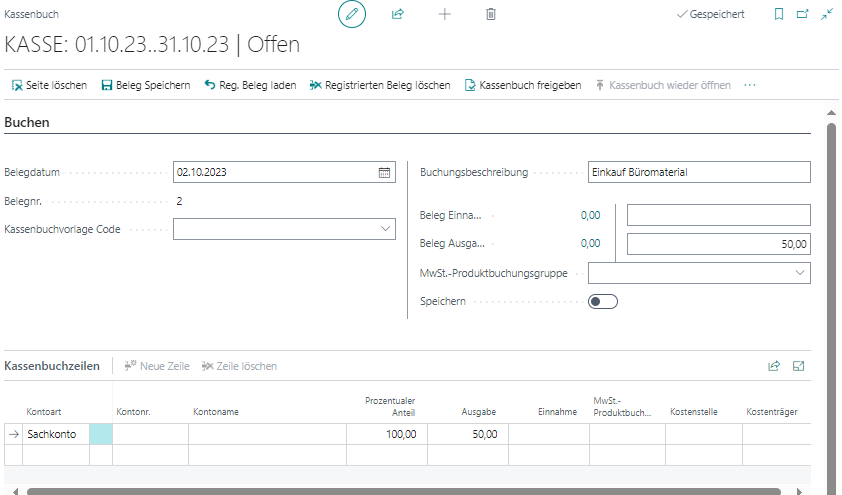 Kassenbuch
Gespeichert
KASSE: 01.10.23..31.10.23 | Offen
Seite löschen Beleg Speichern Reg. Beleg laden Registrierten Beleg löschen Kassenbuch freigeben Kassenbuch wieder öffnen ···
Buchen
Belegdatum 02.10.2023
Belegnr. 2
Kassenbuchvorlage Code
Buchungsbeschreibung Einkauf Büromaterial
Beleg Einna... 0,00
Beleg Ausga... 0,00 50,00
MwSt.-Produktbuchungsgruppe
Speichern
Kassenbuchzeilen Neue Zeile Zeile löschen
Kontoart Kontonr. Kontoname Prozentualer Anteil Ausgabe Einnahme MwSt.-Produktbuch... Kostenstelle Kostenträger
Sachkonto 100,00 50,00